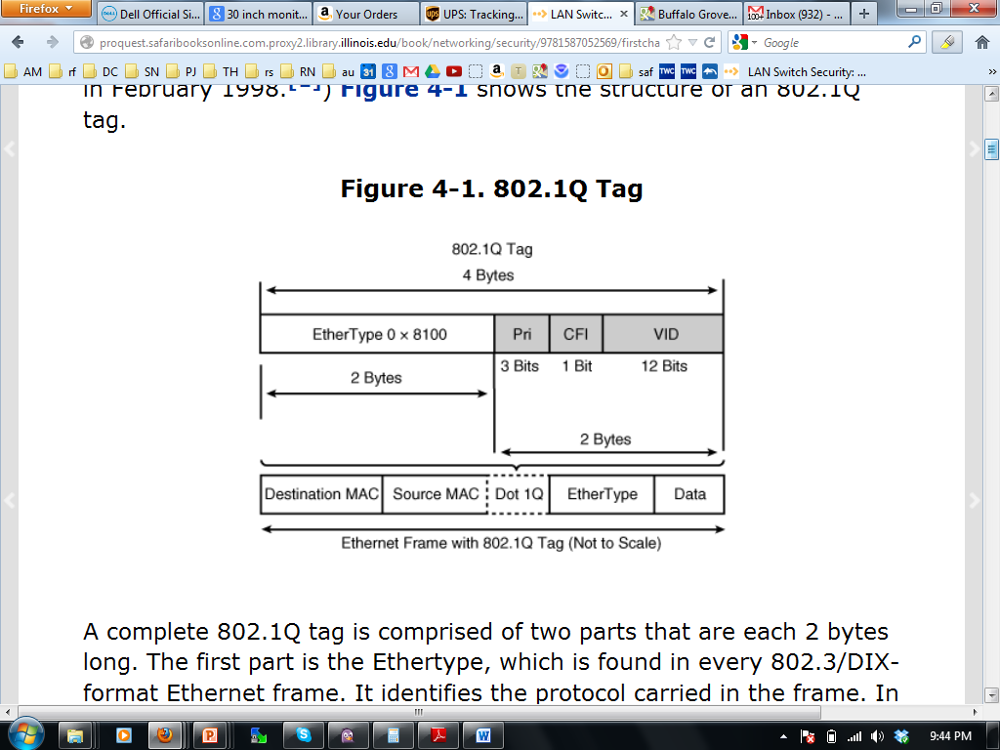 Firefox
Dell Official Si...
30 inch monit...
Your Orders
UPS: Tracking...
LAN Switc...
Buffalo Grove...
Inbox (932) - ...
proquest.safaribooksonline.com.proxy2.library.illinois.edu/book/networking/security/9781587052569/firstcha
Google
AM rf DC SN PJ TH rs RN au 31 saf TWC TWC LAN Switch Security: ...
in February 1998.[ ]) Figure 4-1 shows the structure of an 802.1Q
tag.
Figure 4-1. 802.1Q Tag
802.1Q Tag
4 Bytes
EtherType 0 × 8100 Pri CFI VID
3 Bits 1 Bit 12 Bits
2 Bytes
2 Bytes
Destination MAC Source MAC Dot 1Q EtherType Data
Ethernet Frame with 802.1Q Tag (Not to Scale)
A complete 802.1Q tag is comprised of two parts that are each 2 bytes
long. The first part is the Ethertype, which is found in every 802.3/DIX-
format Ethernet frame. It identifies the protocol carried in the frame. In
9:44 PM